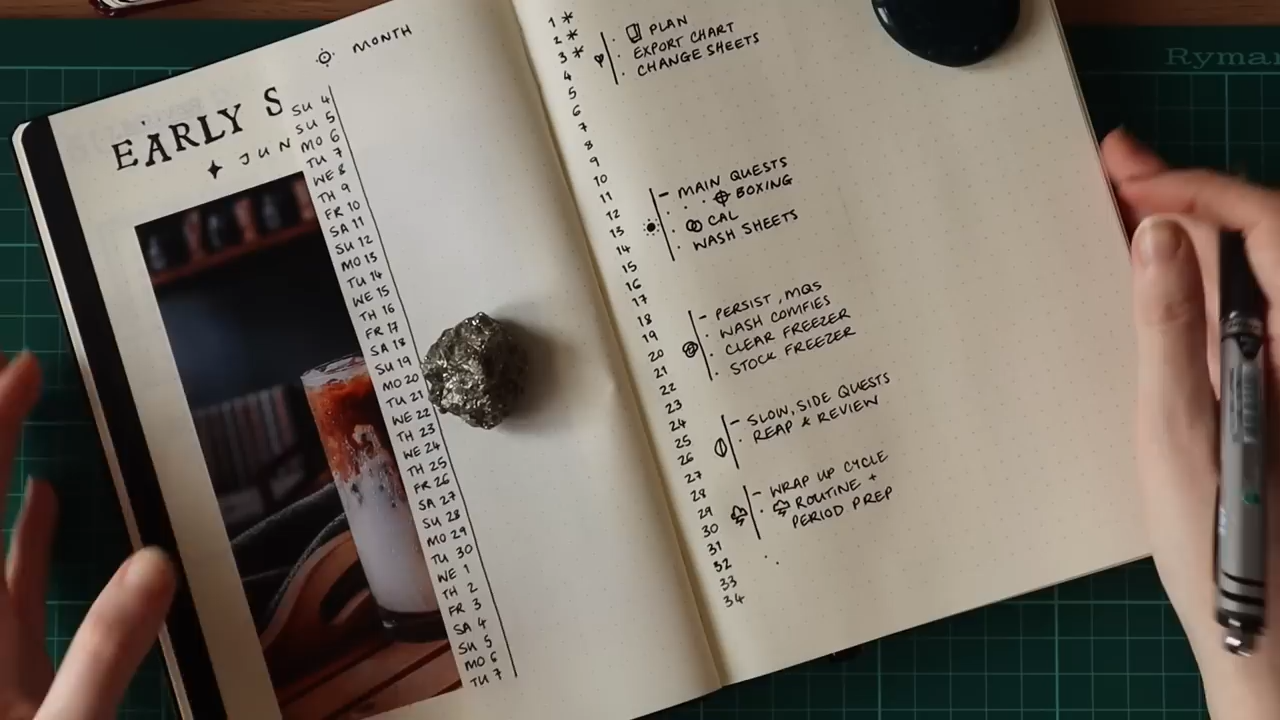 MONTH
EARLY S
JUN
SU 4
SU 5
MO 6
TU 7
WE 8
TH 9
FR 10
SA 11
SU 12
MO 13
TU 14
WE 15
TH 16
FR 17
SA 18
SU 19
MO 20
TU 21
WE 22
TH 23
WE 24
TH 25
FR 26
SA 27
SU 28
MO 29
TU 30
WE 1
TH 2
FR 3
SA 4
SU 5
MO 6
TU 7
1 *
2 *
3 *
4
5
6
7
8
9
10
11
12
13
14
15
16
17
18
19
20
21
22
23
24
25
26
27
28
29
30
31
32
33
34
· PLAN
· EXPORT CHART
· CHANGE SHEETS
– MAIN QUESTS
· · · BOXING
· CAL
· WASH SHEETS
– PERSIST, MQS
· WASH COMFIES
· CLEAR FREEZER
· STOCK FREEZER
– SLOW, SIDE QUESTS
· REAP & REVIEW
– WRAP UP CYCLE
· ROUTINE +
PERIOD PREP
Ryman